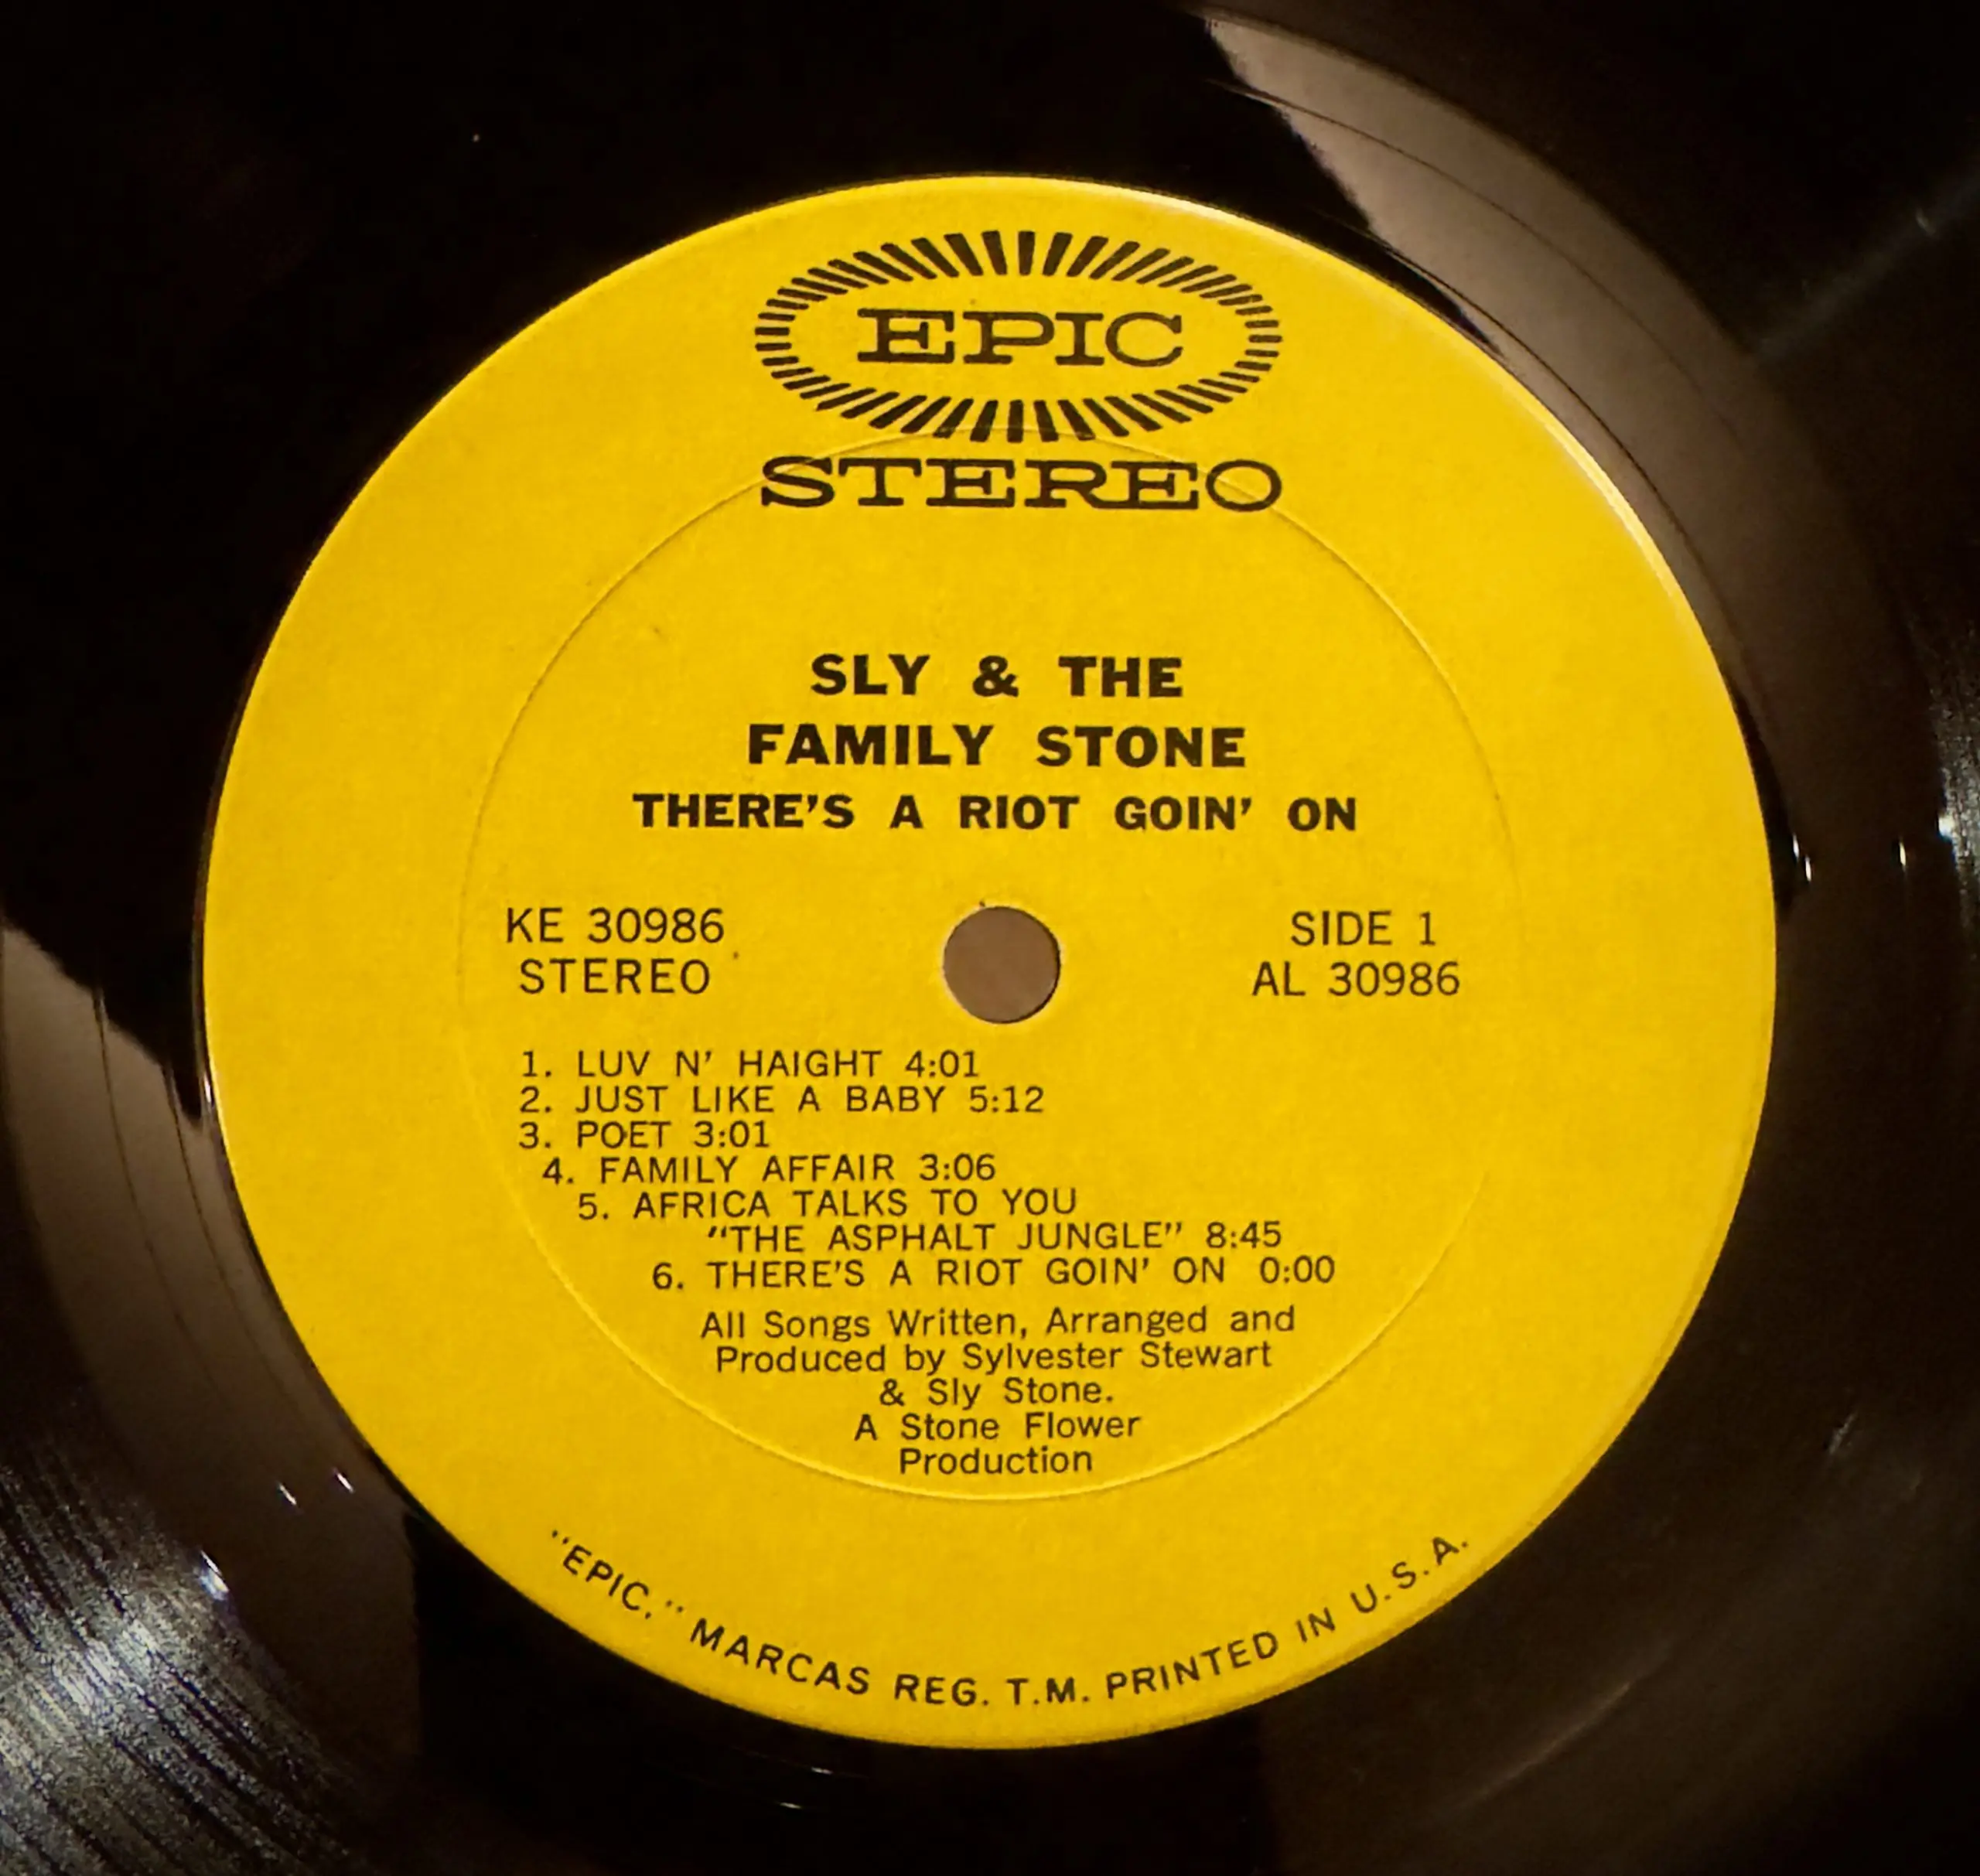 EPIC
STEREO
SLY & THE
FAMILY STONE
THERE'S A RIOT GOIN' ON
KE 30986
STEREO
SIDE 1
AL 30986
1. LUV N' HAIGHT 4:01
2. JUST LIKE A BABY 5:12
3. POET 3:01
4. FAMILY AFFAIR 3:06
5. AFRICA TALKS TO YOU
"THE ASPHALT JUNGLE" 8:45
6. THERE'S A RIOT GOIN' ON 0:00
All Songs Written, Arranged and
Produced by Sylvester Stewart
& Sly Stone.
A Stone Flower
Production
"EPIC," MARCAS REG. T.M. PRINTED IN U.S.A.